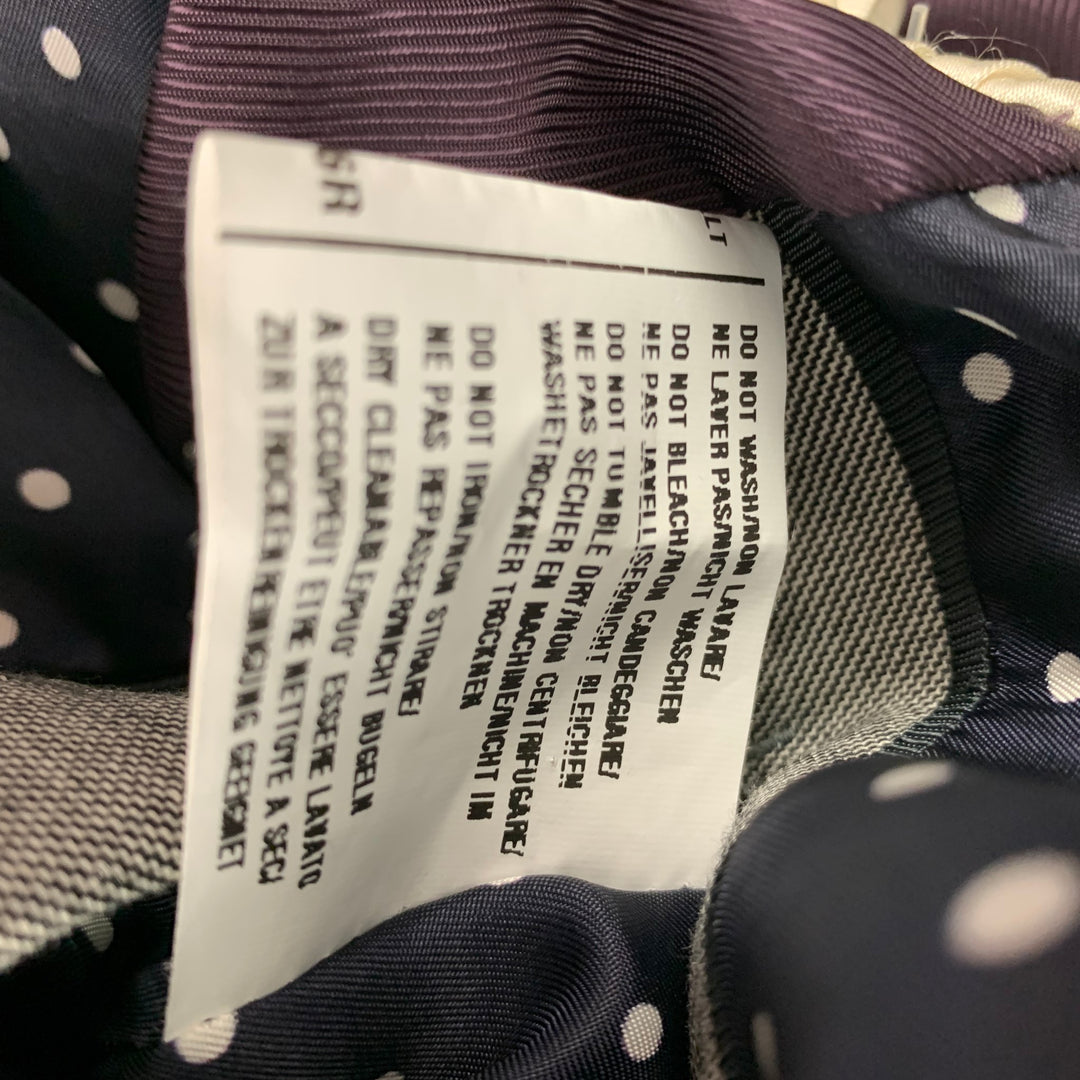 GR
LT
DO NOT WASH/NON LAVARE/
NE LAVER PAS/NICHT WASCHEN
DO NOT BLEACH/NON CANDEGGIARE/
NE PAS JAVELLISER/NICHT BLEICHEN
DO NOT TUMBLE DRY/NON CENTRIFUGARE/
NE PAS SECHER EN MACHINE/NICHT IN
WASHETROCKNER TROCKNEN
DO NOT IRON/NON STIRARE/
NE PAS REPASSER/NICHT BUGELN
DRY CLEANABLE/PUO' ESSERE LAVATO
A SECCO/PEUT ETRE NETTOYE A SEC/
ZUR TROCKENREINIGUNG GEEIGNET